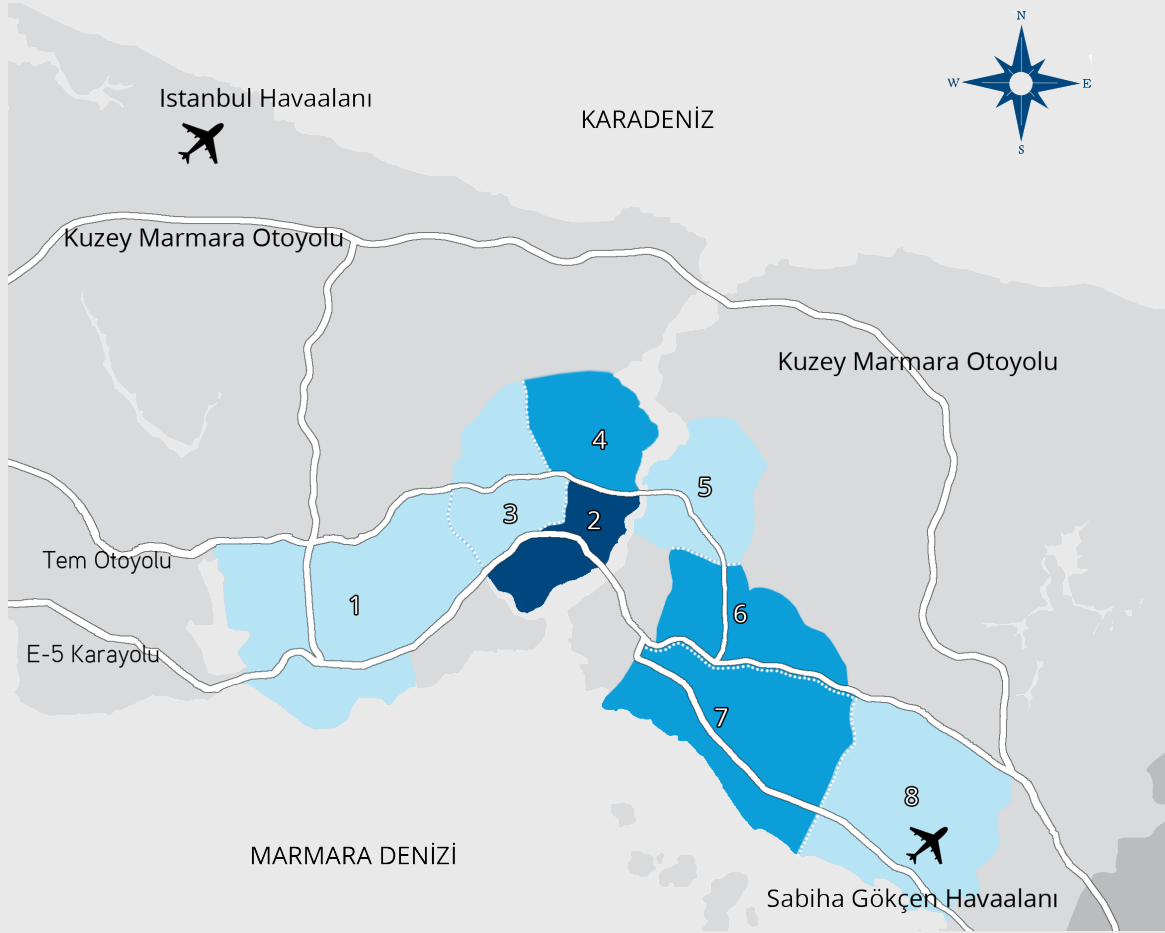 N
W
E
S
Istanbul Havaalanı
KARADENİZ
Kuzey Marmara Otoyolu
Kuzey Marmara Otoyolu
4
5
3
2
Tem Otoyolu
1
6
E-5 Karayolu
7
8
MARMARA DENİZİ
Sabiha Gökçen Havaalanı